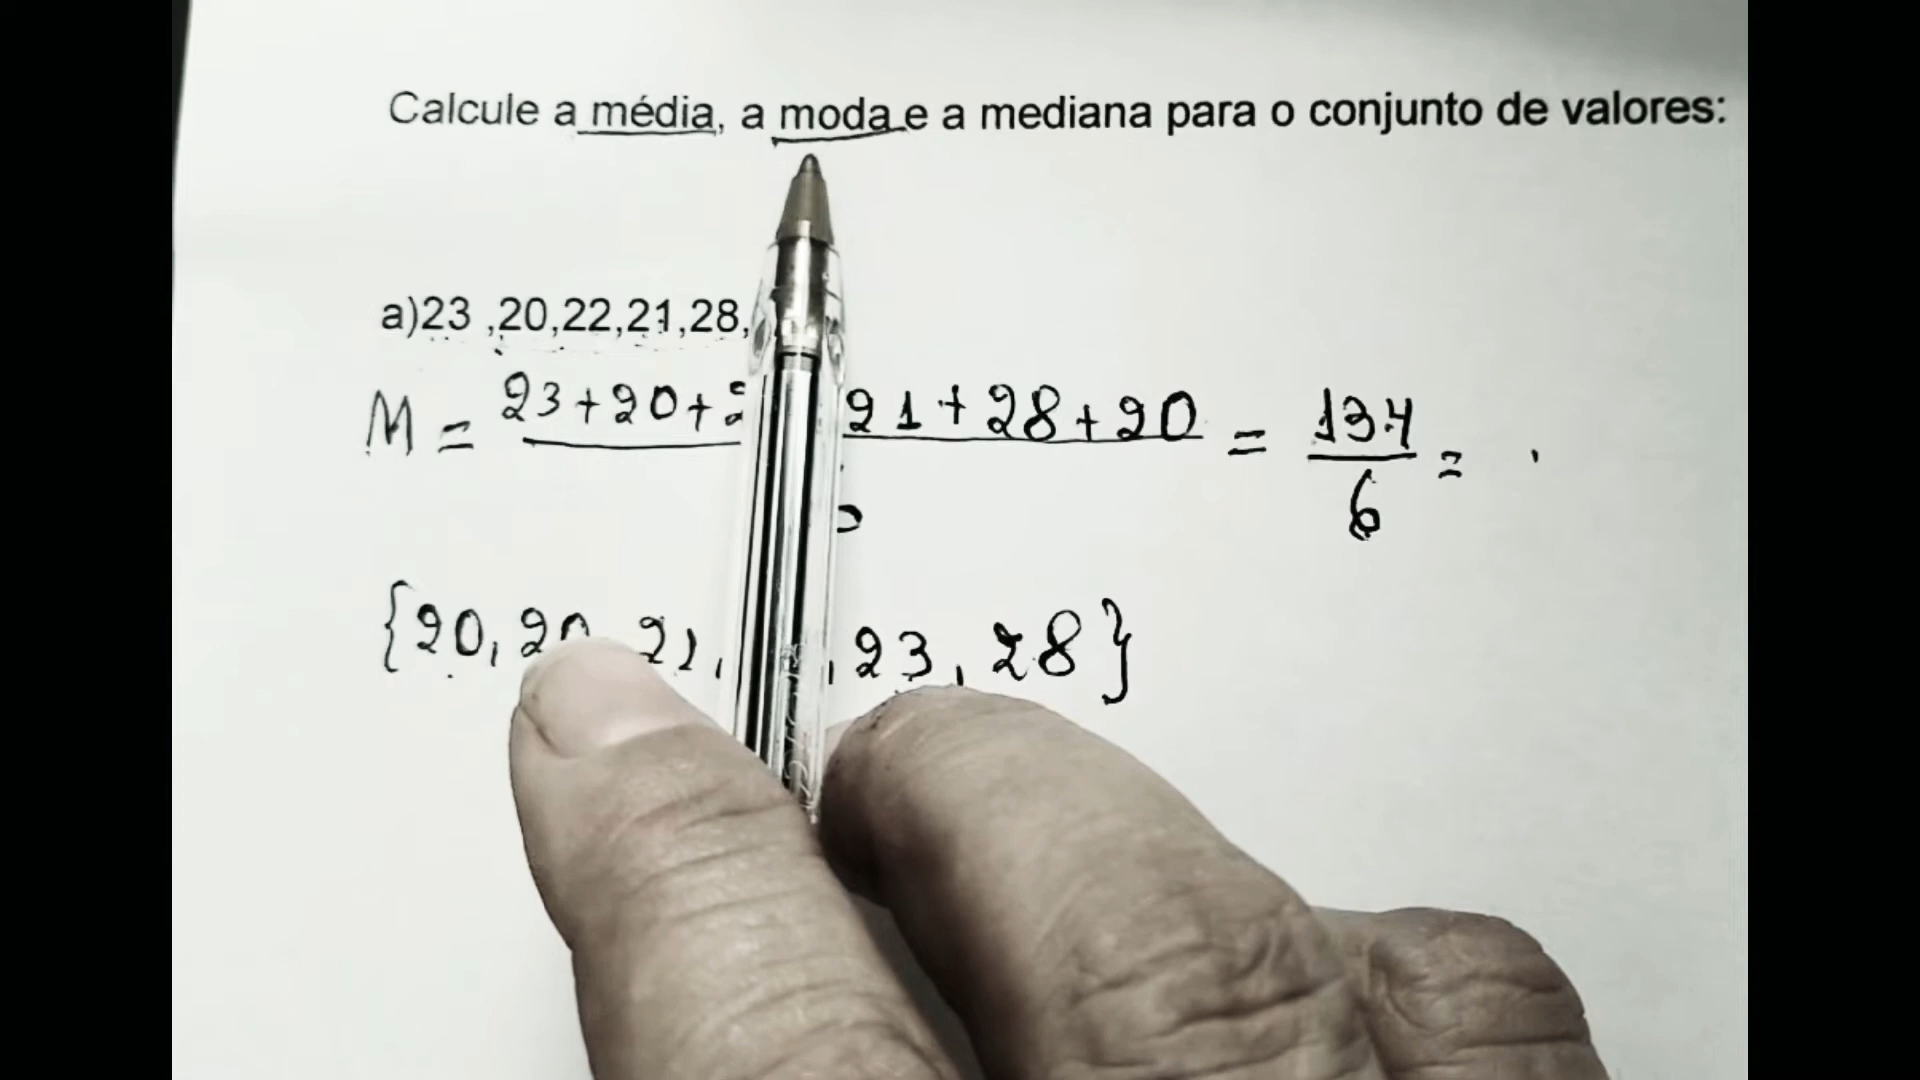 Calcule a média, a moda e a mediana para o conjunto de valores:
a)23 ,20,22,21,28,
M = 23+20+ 21+28+20 = 134/6 =
{20, 20 21, ,23, 28}